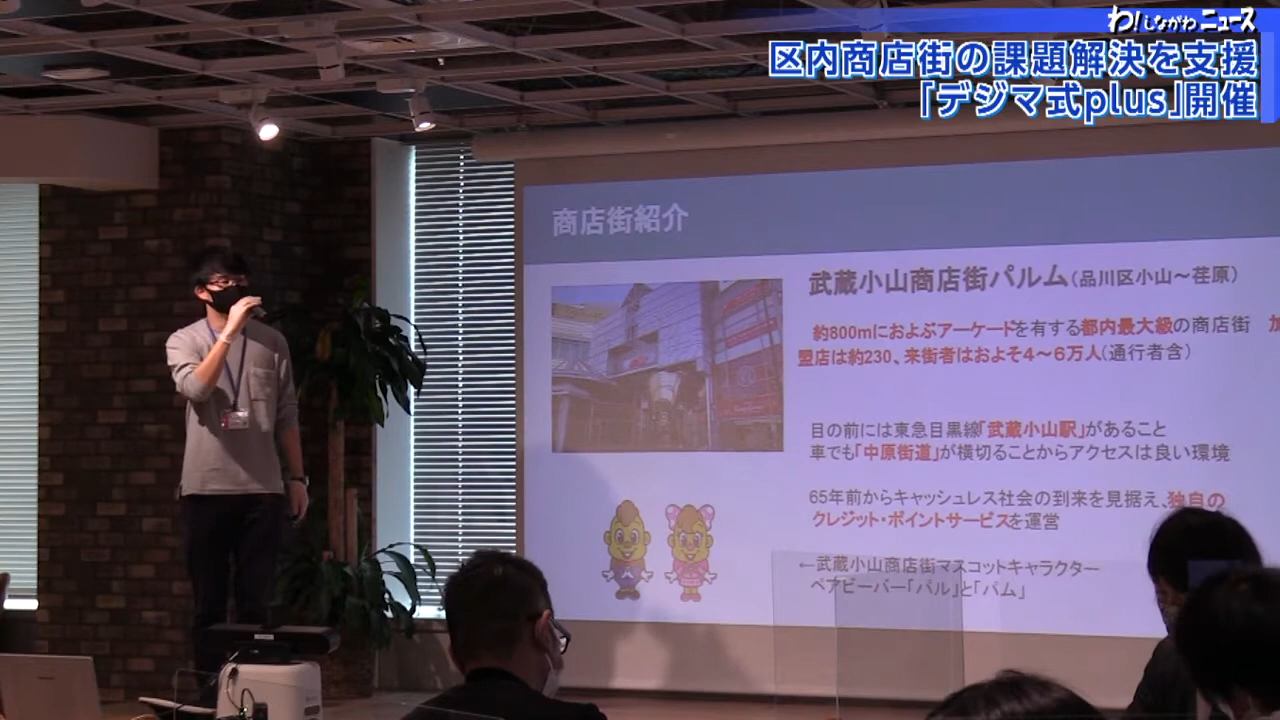 わ!しながわニュース
区内商店街の課題解決を支援
「デジマ式plus」開催
商店街紹介
武蔵小山商店街パルム（品川区小山～荏原）
約800mにおよぶアーケードを有する都内最大級の商店街 加
盟店は約230、来街者はおよそ4～6万人（通行者含）
目の前には東急目黒線「武蔵小山駅」があること
車でも「中原街道」が横切ることからアクセスは良い環境
65年前からキャッシュレス社会の到来を見据え、独自の
クレジット・ポイントサービスを運営
←武蔵小山商店街マスコットキャラクター
ペアビーバー「パル」と「パム」